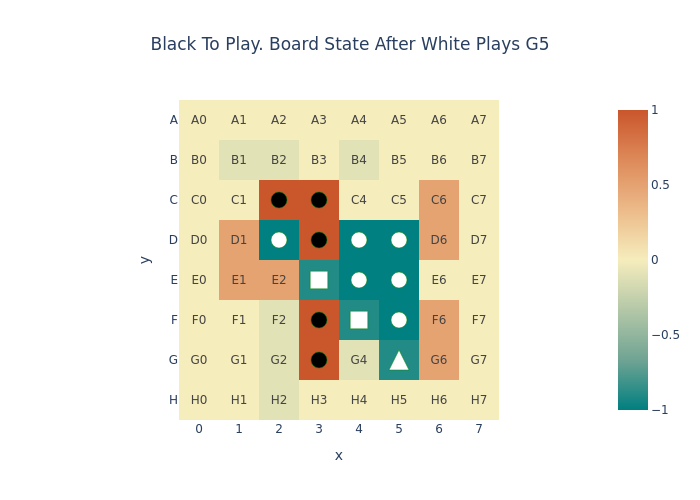 Black To Play. Board State After White Plays G5
A A0 A1 A2 A3 A4 A5 A6 A7
B B0 B1 B2 B3 B4 B5 B6 B7
C C0 C1 C4 C5 C6 C7
D D0 D1 D6 D7
E E0 E1 E2 E6 E7
F F0 F1 F2 F6 F7
G G0 G1 G2 G4 G6 G7
H H0 H1 H2 H3 H4 H5 H6 H7
0 1 2 3 4 5 6 7
x
y
1
0.5
0
−0.5
−1